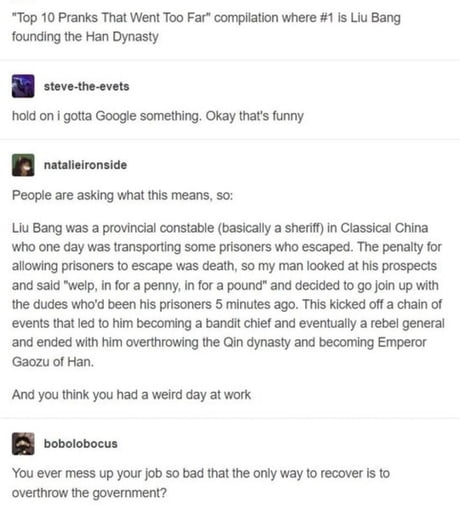 "Top 10 Pranks That Went Too Far" compilation where #1 is Liu Bang
founding the Han Dynasty
steve-the-evets
hold on i gotta Google something. Okay that's funny
natalieironside
People are asking what this means, so:
Liu Bang was a provincial constable (basically a sheriff) in Classical China
who one day was transporting some prisoners who escaped. The penalty for
allowing prisoners to escape was death, so my man looked at his prospects
and said "welp, in for a penny, in for a pound" and decided to go join up with
the dudes who'd been his prisoners 5 minutes ago. This kicked off a chain of
events that led to him becoming a bandit chief and eventually a rebel general
and ended with him overthrowing the Qin dynasty and becoming Emperor
Gaozu of Han.
And you think you had a weird day at work
bobolobocus
You ever mess up your job so bad that the only way to recover is to
overthrow the government?